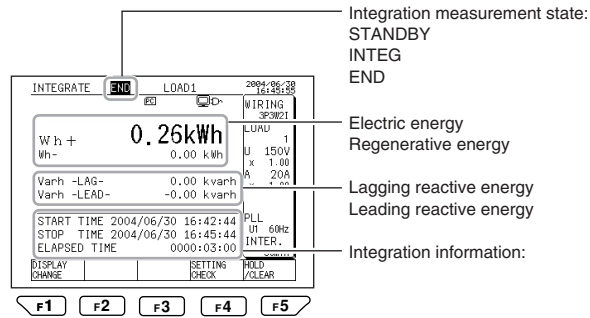 Integration measurement state:
STANDBY
INTEG
END
INTEGRATE END LOAD1 2004/06/30
16:45:55
PC
WIRING
3P3W2I
LOAD
1
Wh+ 0.26kWh
Wh- 0.00 kWh
U 150V
x 1.00
A 20A
x 1.00
Electric energy
Regenerative energy
Varh -LAG- 0.00 kvarh
Varh -LEAD- -0.00 kvarh
Lagging reactive energy
Leading reactive energy
START TIME 2004/06/30 16:42:44
STOP TIME 2004/06/30 16:45:44
ELAPSED TIME 0000:03:00
PLL
U1 60Hz
INTER.
Integration information:
DISPLAY CHANGE
SETTING CHECK
HOLD /CLEAR
F1 F2 F3 F4 F5